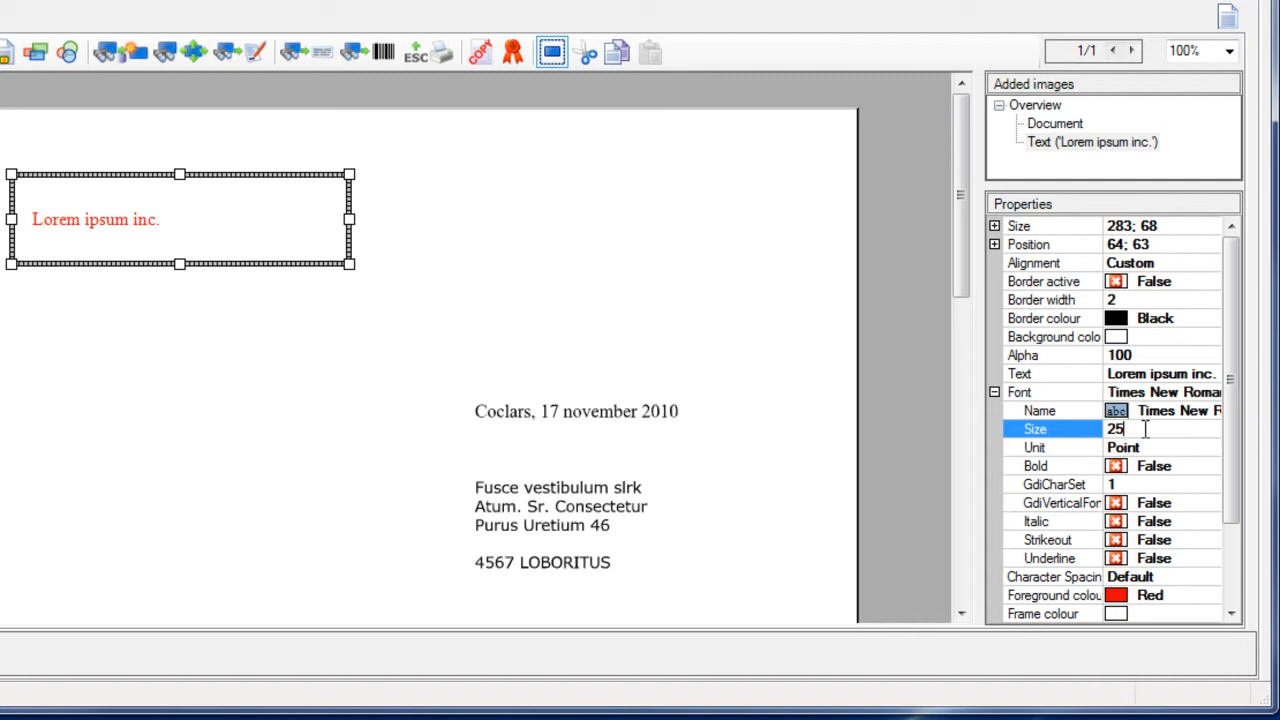 ESC
COPY
1/1
100%
Added images
Overview
Document
Text ('Lorem ipsum inc.')
Lorem ipsum inc.
Coclars, 17 november 2010
Fusce vestibulum slrk
Atum. Sr. Consectetur
Purus Uretium 46
4567 LOBORITUS
Properties
Size 283; 68
Position 64; 63
Alignment Custom
Border active False
Border width 2
Border colour Black
Background colo
Alpha 100
Text Lorem ipsum inc.
Font Times New Roma
Name abc Times New R
Size 25
Unit Point
Bold False
GdiCharSet 1
GdiVerticalFor False
Italic False
Strikeout False
Underline False
Character Spacin Default
Foreground colou Red
Frame colour